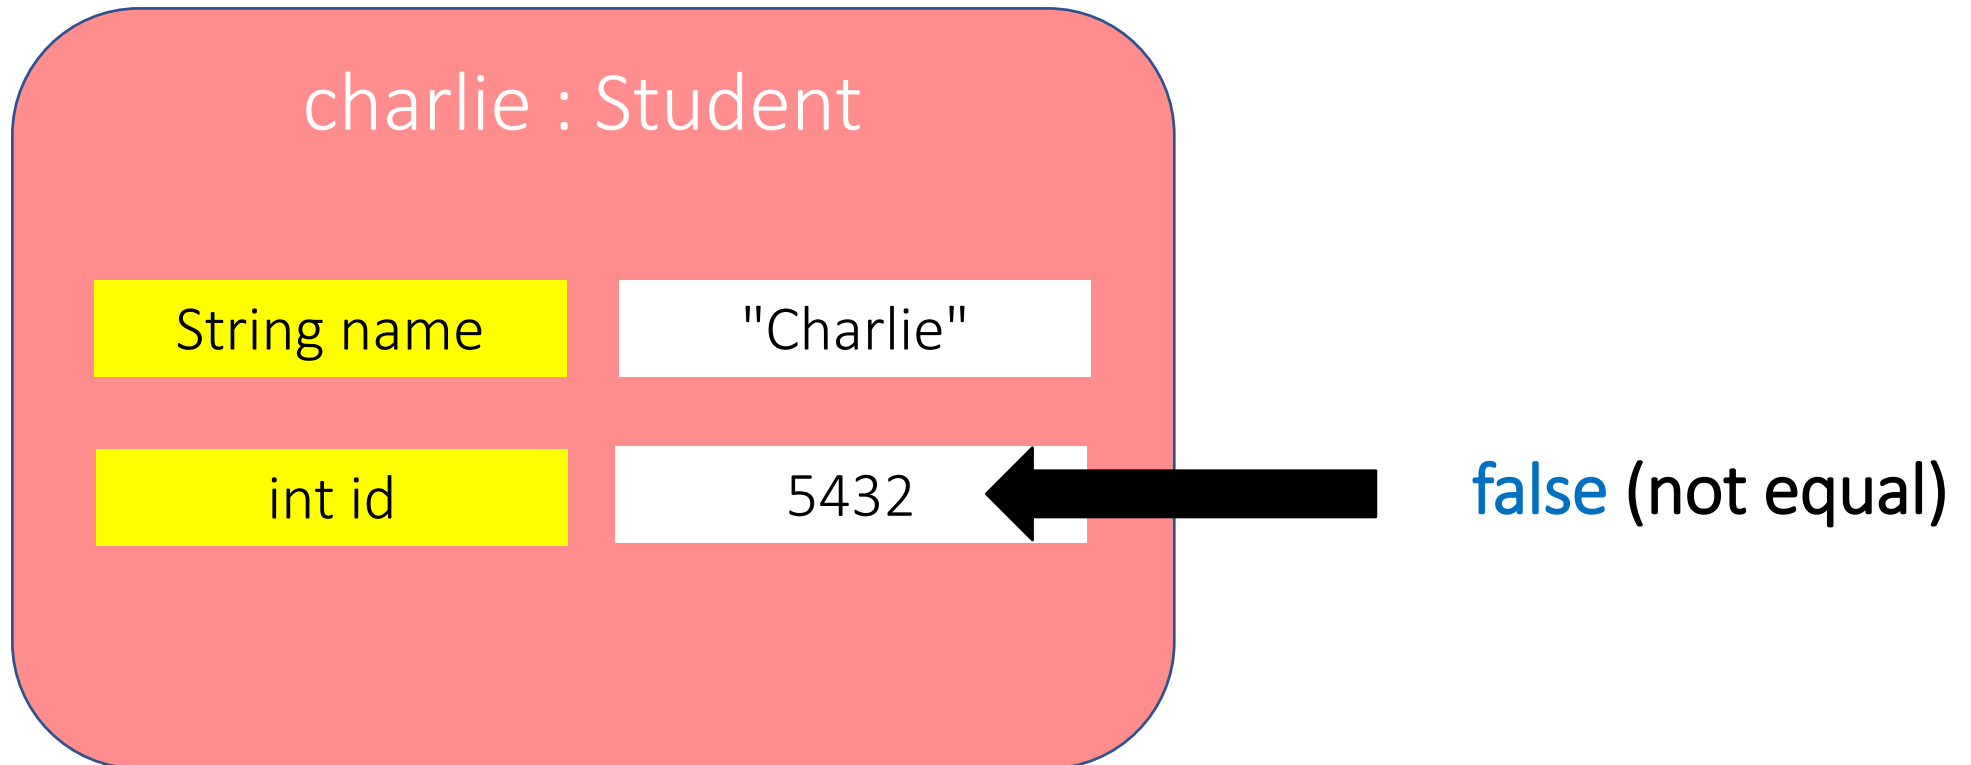 charlie : Student
String name "Charlie"
int id 5432 false (not equal)